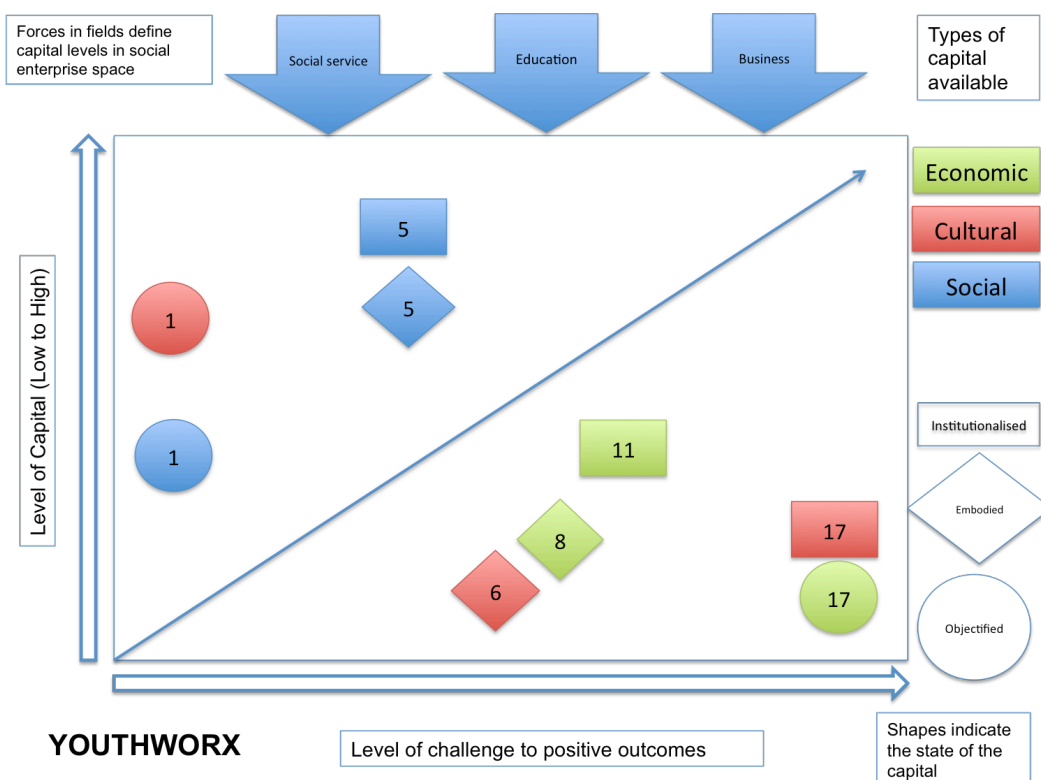 Forces in fields define
capital levels in social
enterprise space
Social service
Education
Business
Types of
capital
available
Level of Capital (Low to High)
Economic
Cultural
Social
5
5
1
1
11
8
6
17
17
Institutionalised
Embodied
Objectified
YOUTHWORX
Level of challenge to positive outcomes
Shapes indicate
the state of the
capital